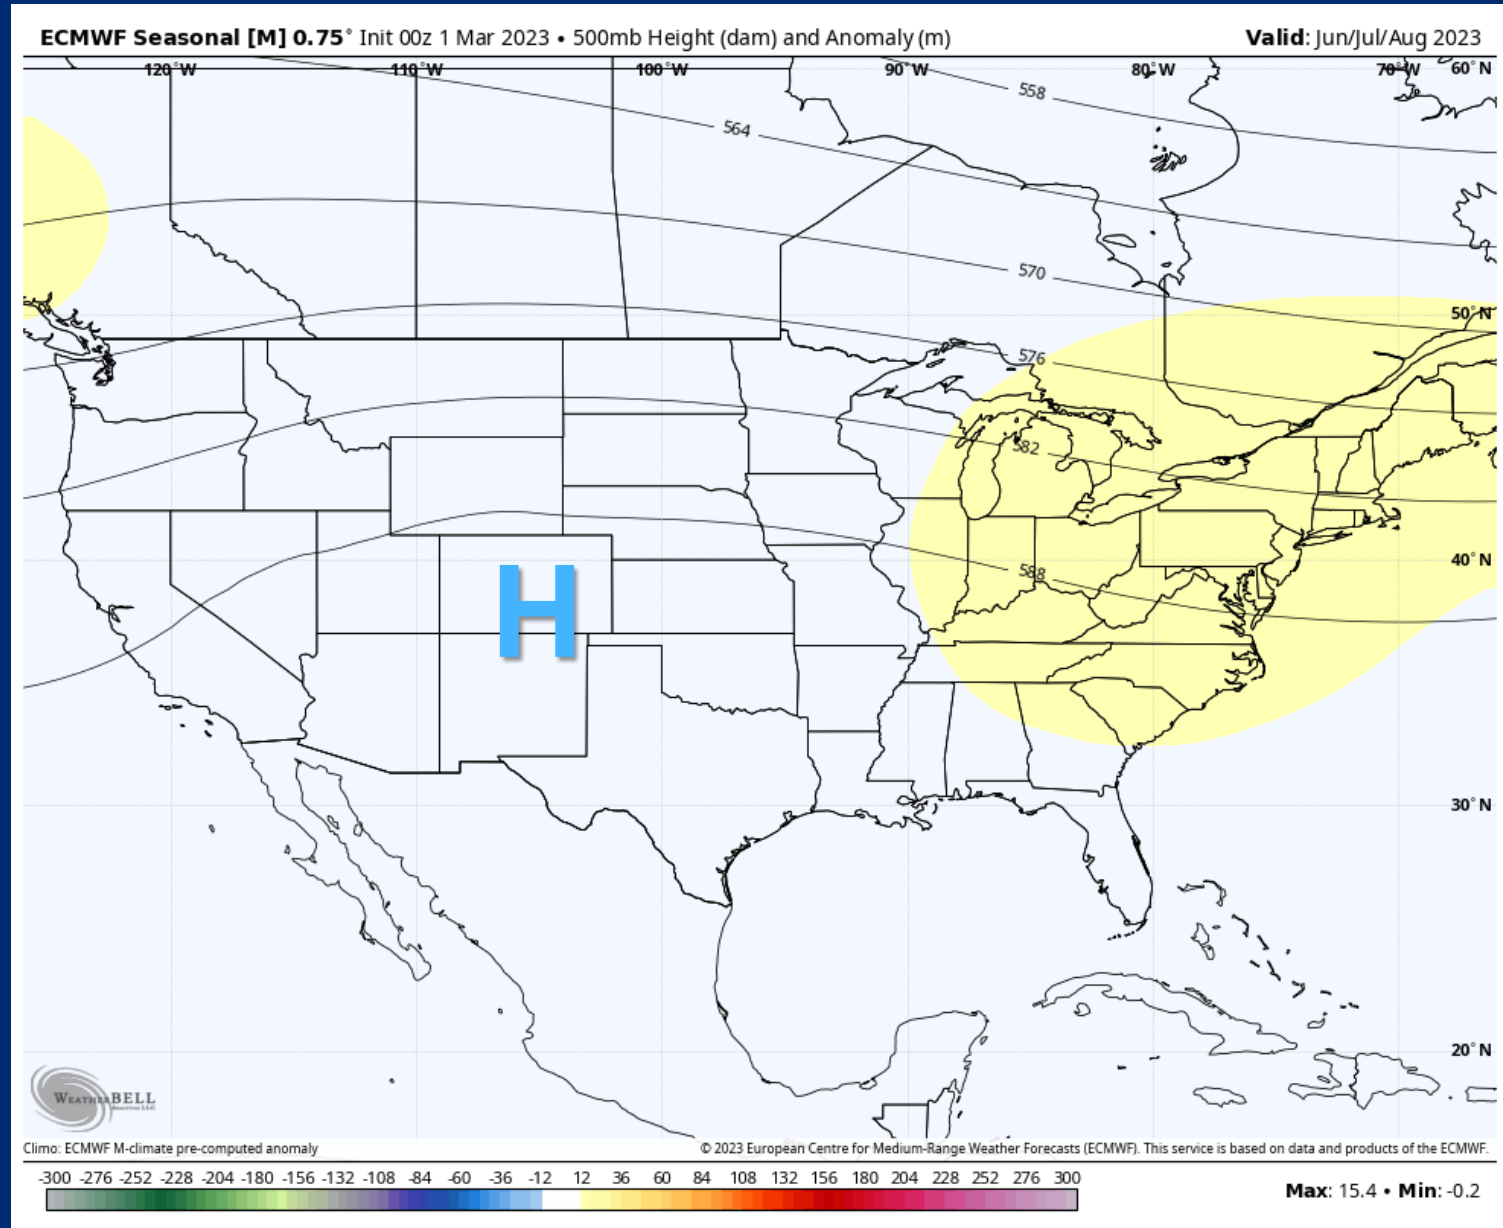 ECMWF Seasonal [M] 0.75° Init 00z 1 Mar 2023 • 500mb Height (dam) and Anomaly (m)
Valid: Jun/Jul/Aug 2023
120°W 110°W 100°W 90°W 80°W 70°W 60°N
558
564
570
50°N
576
582
40°N
588
H
30°N
20°N
WEATHERBELL
ANALYTICS LLC
Climo: ECMWF M-climate pre-computed anomaly
© 2023 European Centre for Medium-Range Weather Forecasts (ECMWF). This service is based on data and products of the ECMWF.
-300 -276 -252 -228 -204 -180 -156 -132 -108 -84 -60 -36 -12 12 36 60 84 108 132 156 180 204 228 252 276 300
Max: 15.4 • Min: -0.2